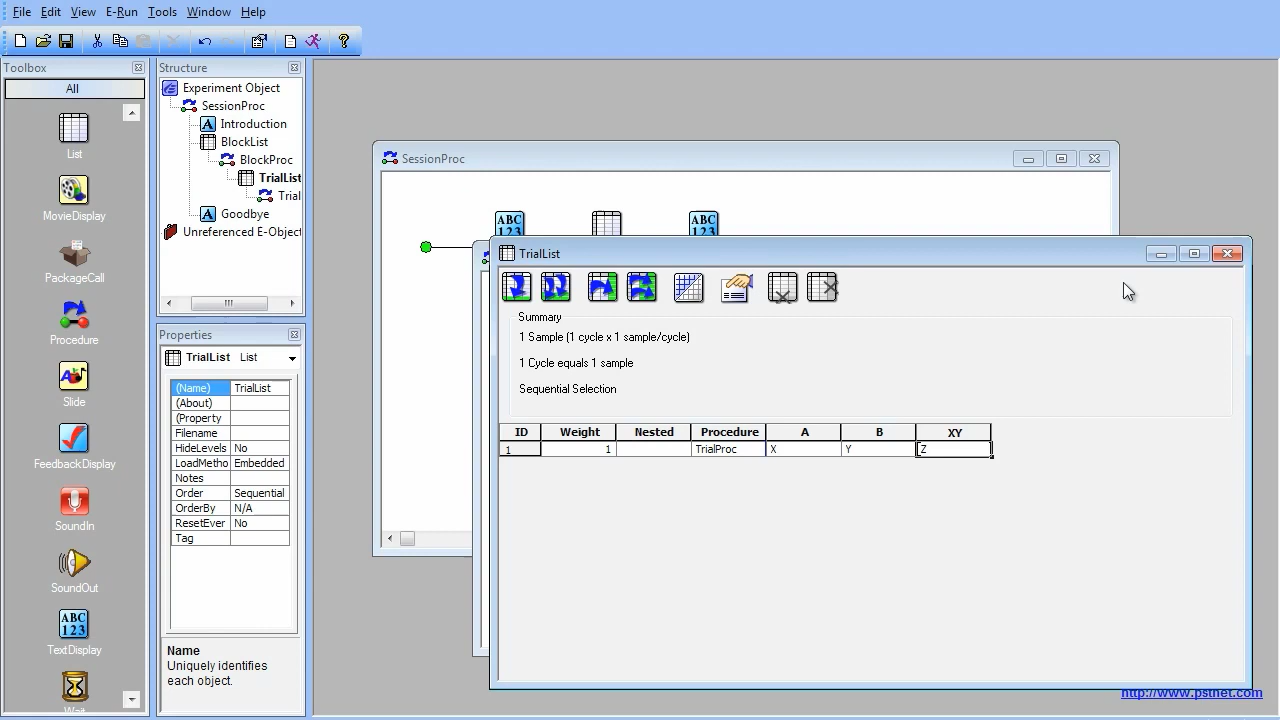 File Edit View E-Run Tools Window Help
Toolbox
All
List
MovieDisplay
PackageCall
Procedure
Slide
FeedbackDisplay
SoundIn
SoundOut
ABC
123
TextDisplay
Wait
Structure
Experiment Object
SessionProc
Introduction
BlockList
BlockProc
TrialList
Trial
Goodbye
Unreferenced E-Object
Properties
TrialList List
(Name) TrialList
(About)
(Property
Filename
HideLevels No
LoadMetho Embedded
Notes
Order Sequential
OrderBy N/A
ResetEver No
Tag
Name
Uniquely identifies
each object.
SessionProc
ABC
123
ABC
123
TrialList
Summary
1 Sample (1 cycle x 1 sample/cycle)
1 Cycle equals 1 sample
Sequential Selection
ID Weight Nested Procedure A B XY
1 1 TrialProc X Y Z
http://www.pstnet.com